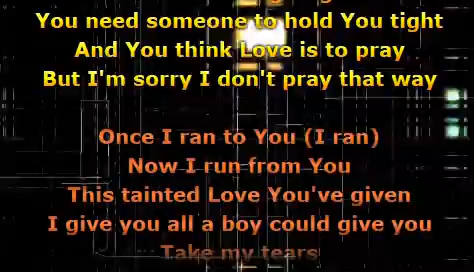 You need someone to hold You tight
And You think Love is to pray
But I'm sorry I don't pray that way
Once I ran to You (I ran)
Now I run from You
This tainted Love You've given
I give you all a boy could give you
Take my tears